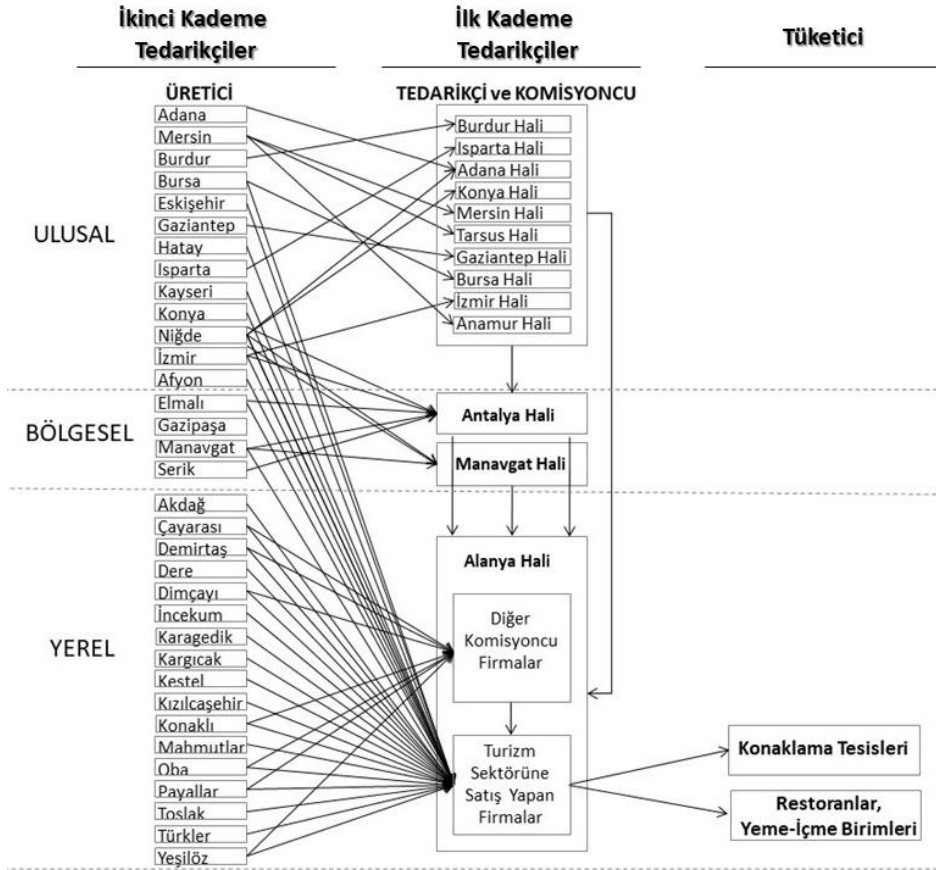 İkinci Kademe
Tedarikçiler
İlk Kademe
Tedarikçiler
Tüketici
ÜRETİCİ
TEDARİKÇİ ve KOMİSYONCU
ULUSAL
Adana
Mersin
Burdur
Bursa
Eskişehir
Gaziantep
Hatay
Isparta
Kayseri
Konya
Niğde
İzmir
Afyon
Burdur Hali
Isparta Hali
Adana Hali
Konya Hali
Mersin Hali
Tarsus Hali
Gaziantep Hali
Bursa Hali
İzmir Hali
Anamur Hali
BÖLGESEL
Elmalı
Gazipaşa
Manavgat
Serik
Antalya Hali
Manavgat Hali
YEREL
Akdağ
Çayarası
Demirtaş
Dere
Dimçayı
İncekum
Karagedik
Kargıcak
Kestel
Kızılcaşehir
Konaklı
Mahmutlar
Oba
Payallar
Toslak
Türkler
Yeşilöz
Alanya Hali
Diğer
Komisyoncu
Firmalar
Turizm
Sektörüne
Satış Yapan
Firmalar
Konaklama Tesisleri
Restoranlar,
Yeme-İçme Birimleri